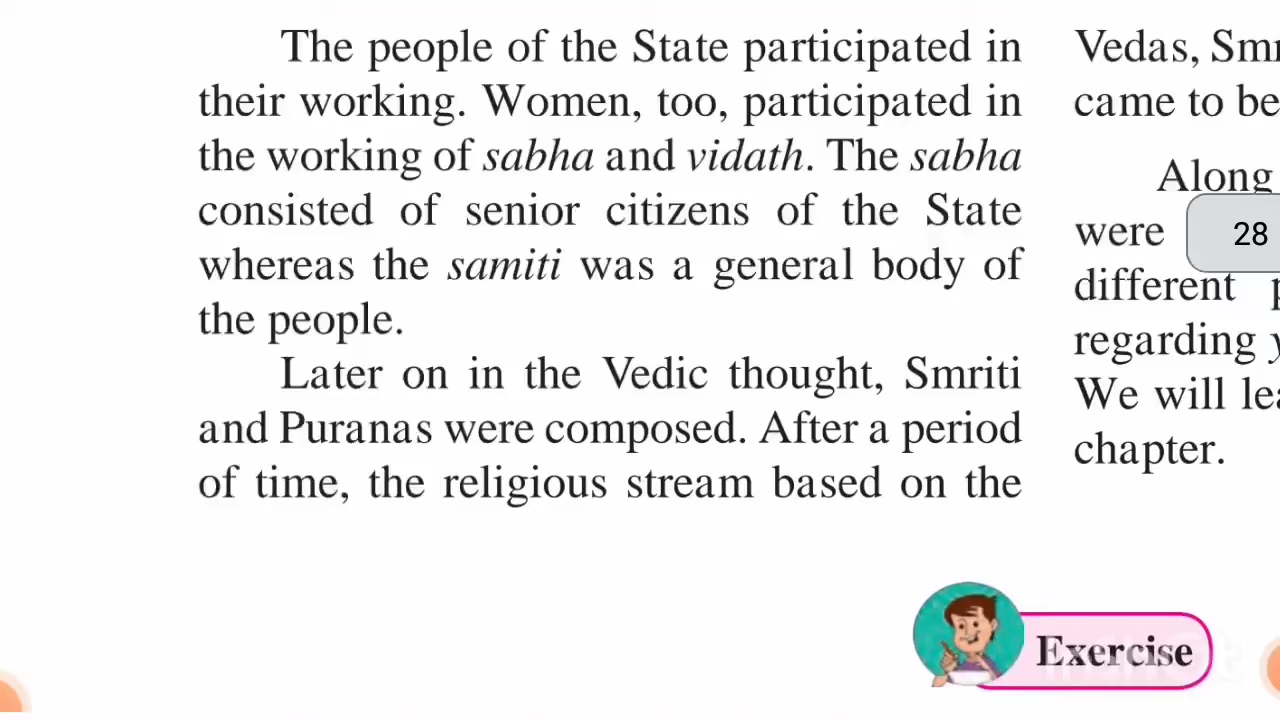 The people of the State participated in
their working. Women, too, participated in
the working of sabha and vidath. The sabha
consisted of senior citizens of the State
whereas the samiti was a general body of
the people.
Later on in the Vedic thought, Smriti
and Puranas were composed. After a period
of time, the religious stream based on the
Vedas,
came to be
Along
were
different
regarding
We will
chapter.
28
Exercise